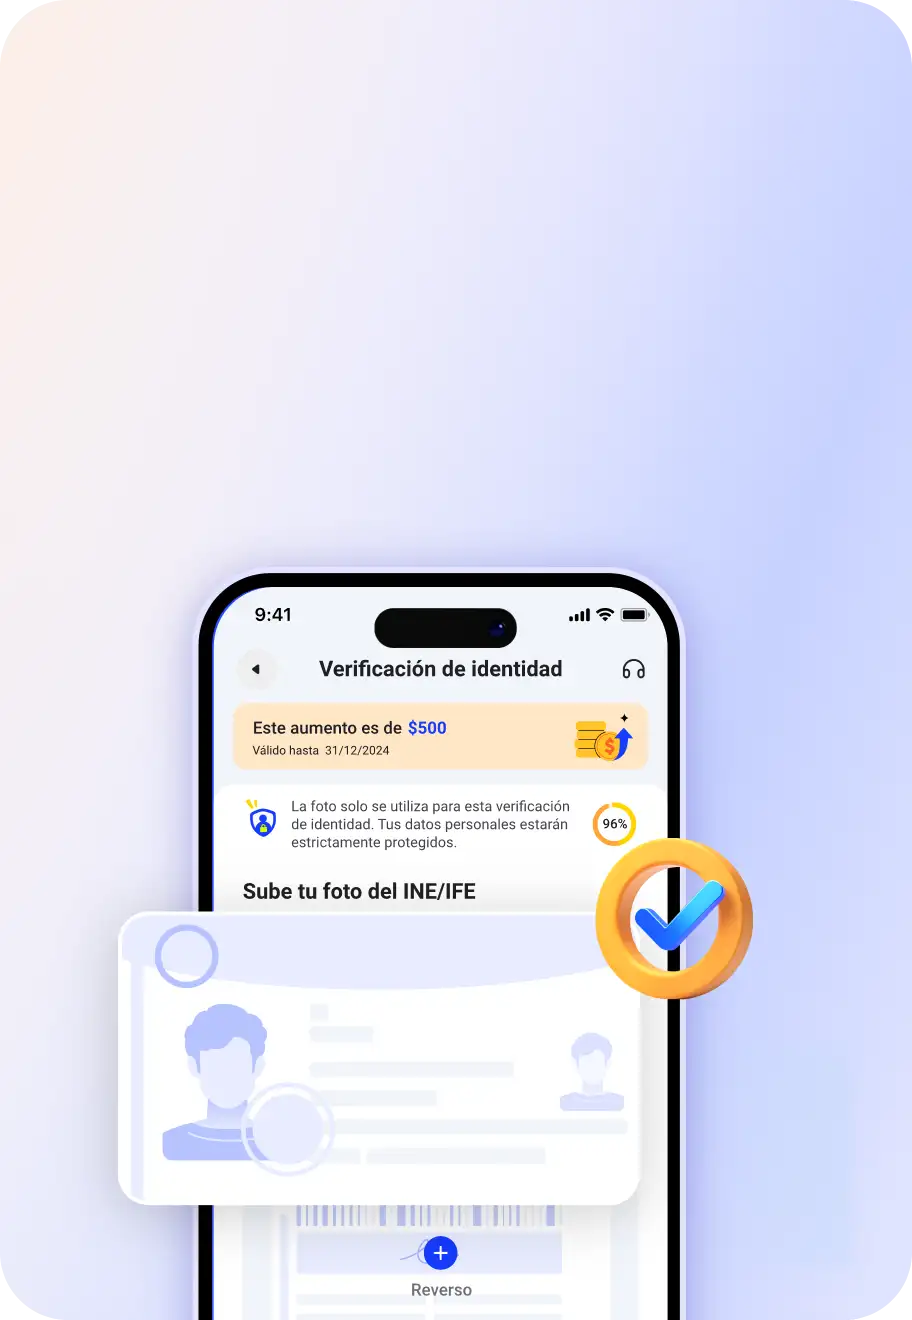 9:41
Verificación de identidad
Este aumento es de $500
Válido hasta 31/12/2024
La foto solo se utiliza para esta verificación
de identidad. Tus datos personales estarán
estrictamente protegidos.
96%
Sube tu foto del INE/IFE
Reverso